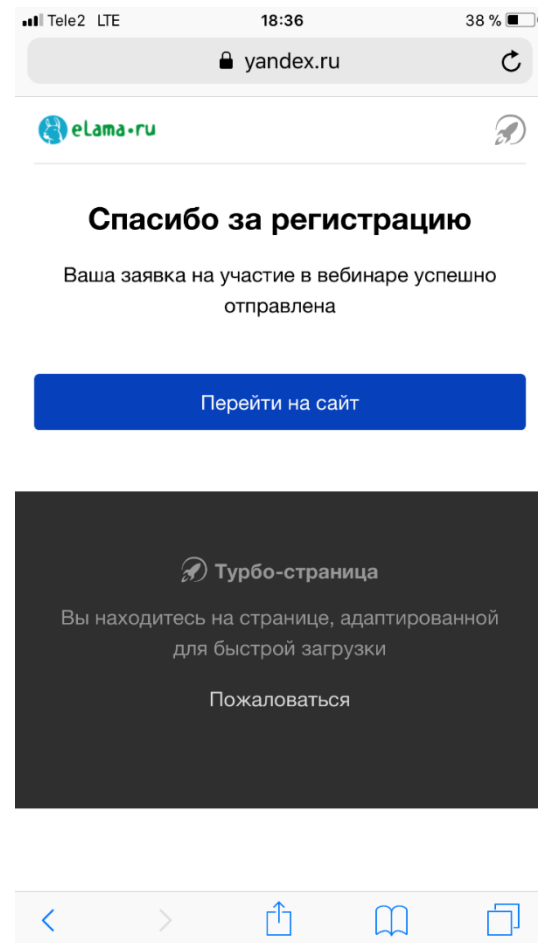 Tele2 LTE 18:36 38 %
yandex.ru
eLama.ru
Спасибо за регистрацию
Ваша заявка на участие в вебинаре успешно
отправлена
Перейти на сайт
Турбо-страница
Вы находитесь на странице, адаптированной
для быстрой загрузки
Пожаловаться